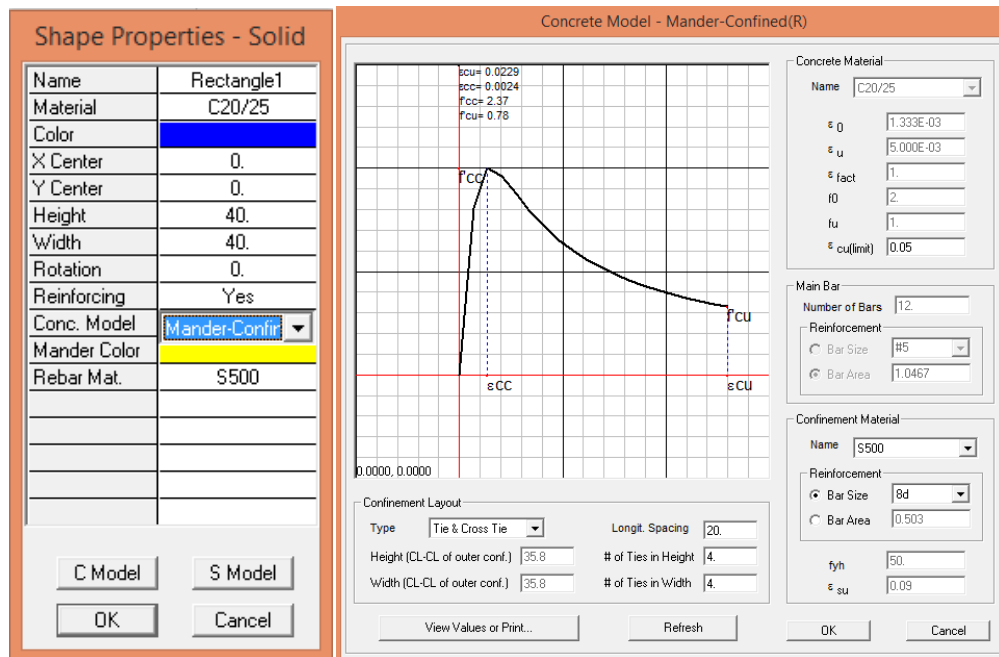 Shape Properties - Solid
Name Rectangle1
Material C20/25
Color
X Center 0.
Y Center 0.
Height 40.
Width 40.
Rotation 0.
Reinforcing Yes
Conc. Model Mander-Confin
Mander Color
Rebar Mat. S500
C Model S Model
OK Cancel
Concrete Model - Mander-Confined(R)
εcu= 0.0229
εcc= 0.0024
f'cc= 2.37
f'cu= 0.78
f'cc
f'cu
εcc εcu
0.0000, 0.0000
Confinement Layout
Type Tie & Cross Tie Longit. Spacing 20.
Height (CL-CL of outer conf.) 35.8 # of Ties in Height 4.
Width (CL-CL of outer conf.) 35.8 # of Ties in Width 4.
View Values or Print... Refresh
Concrete Material
Name C20/25
ε 0 1.333E-03
ε u 5.000E-03
ε fact 1.
f0 2.
fu 1.
ε cu(limit) 0.05
Main Bar
Number of Bars 12.
Reinforcement
Bar Size #5
Bar Area 1.0467
Confinement Material
Name S500
Reinforcement
Bar Size 8d
Bar Area 0.503
fyh 50.
ε su 0.09
OK Cancel